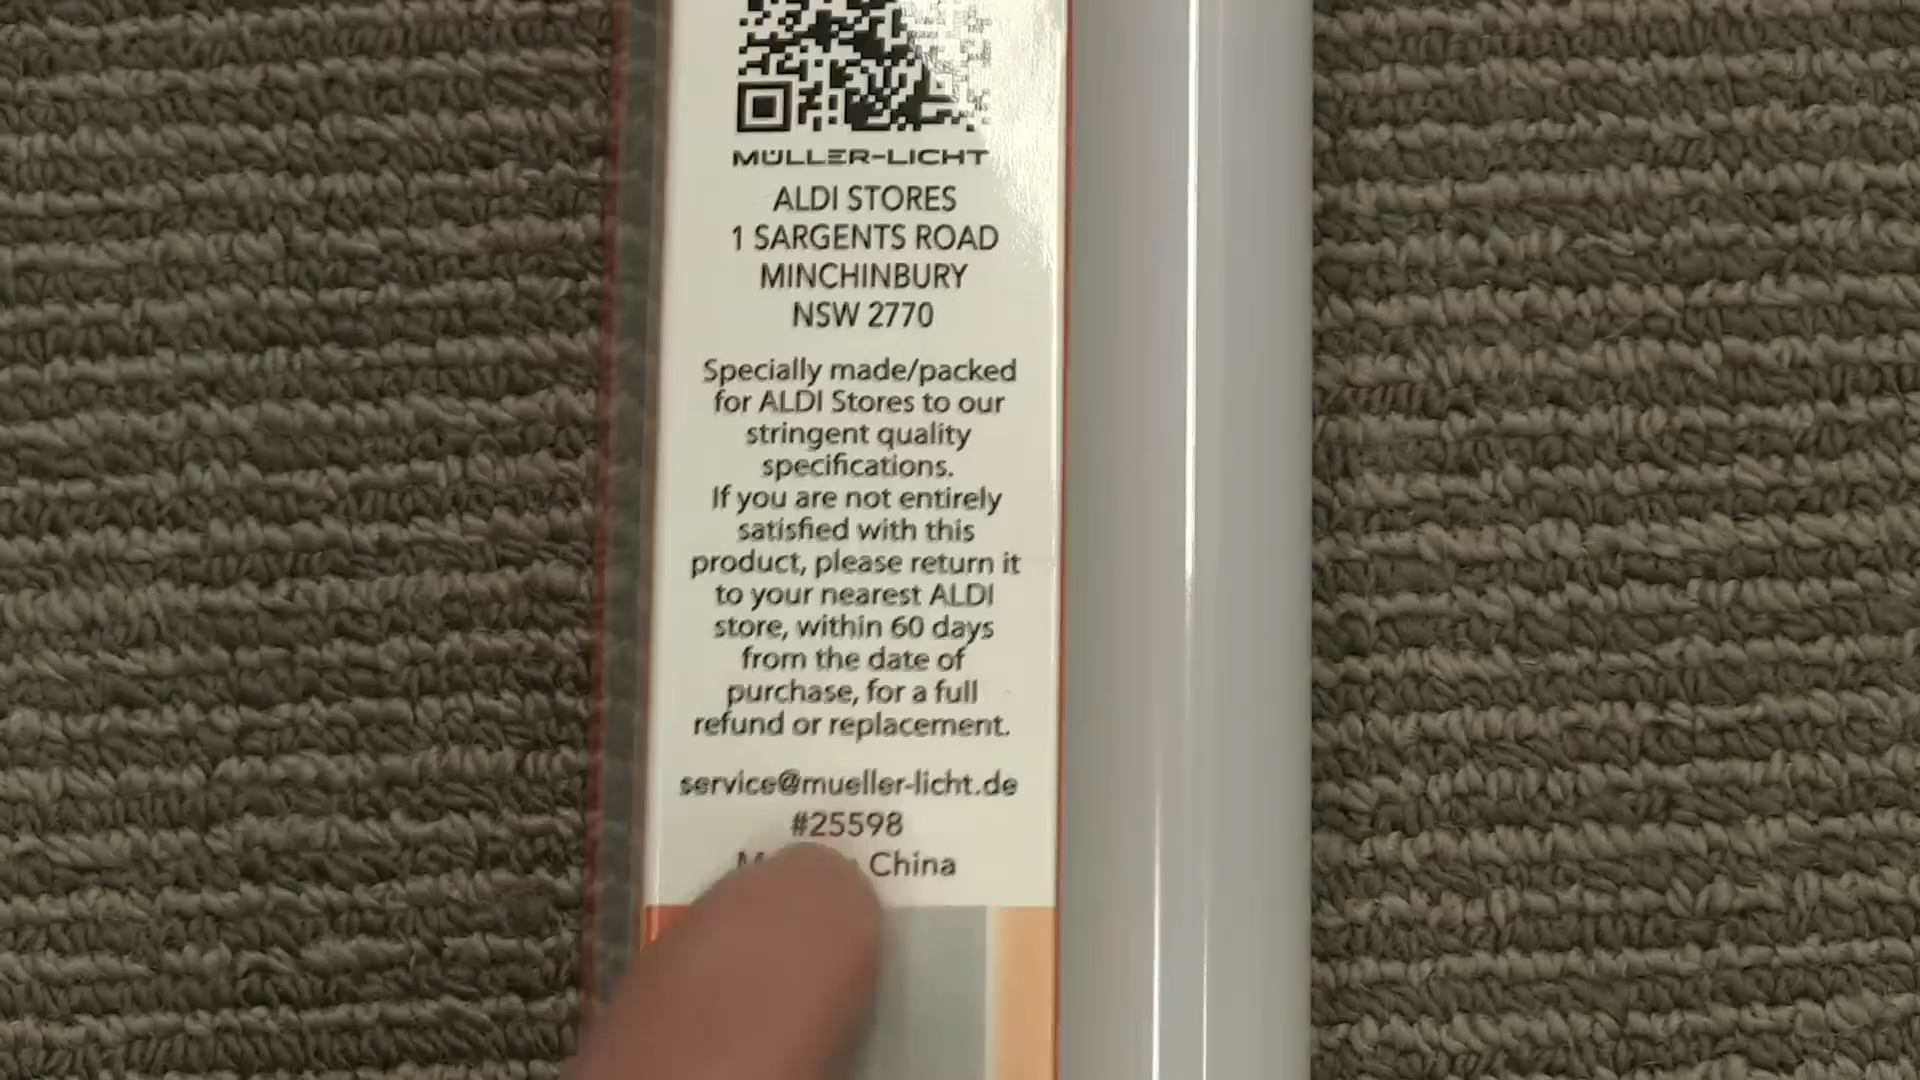 MÜLLER-LICHT
ALDI STORES
1 SARGENTS ROAD
MINCHINBURY
NSW 2770
Specially made/packed
for ALDI Stores to our
stringent quality
specifications.
If you are not entirely
satisfied with this
product, please return it
to your nearest ALDI
store, within 60 days
from the date of
purchase, for a full
refund or replacement.
service@mueller-licht.de
#25598
China